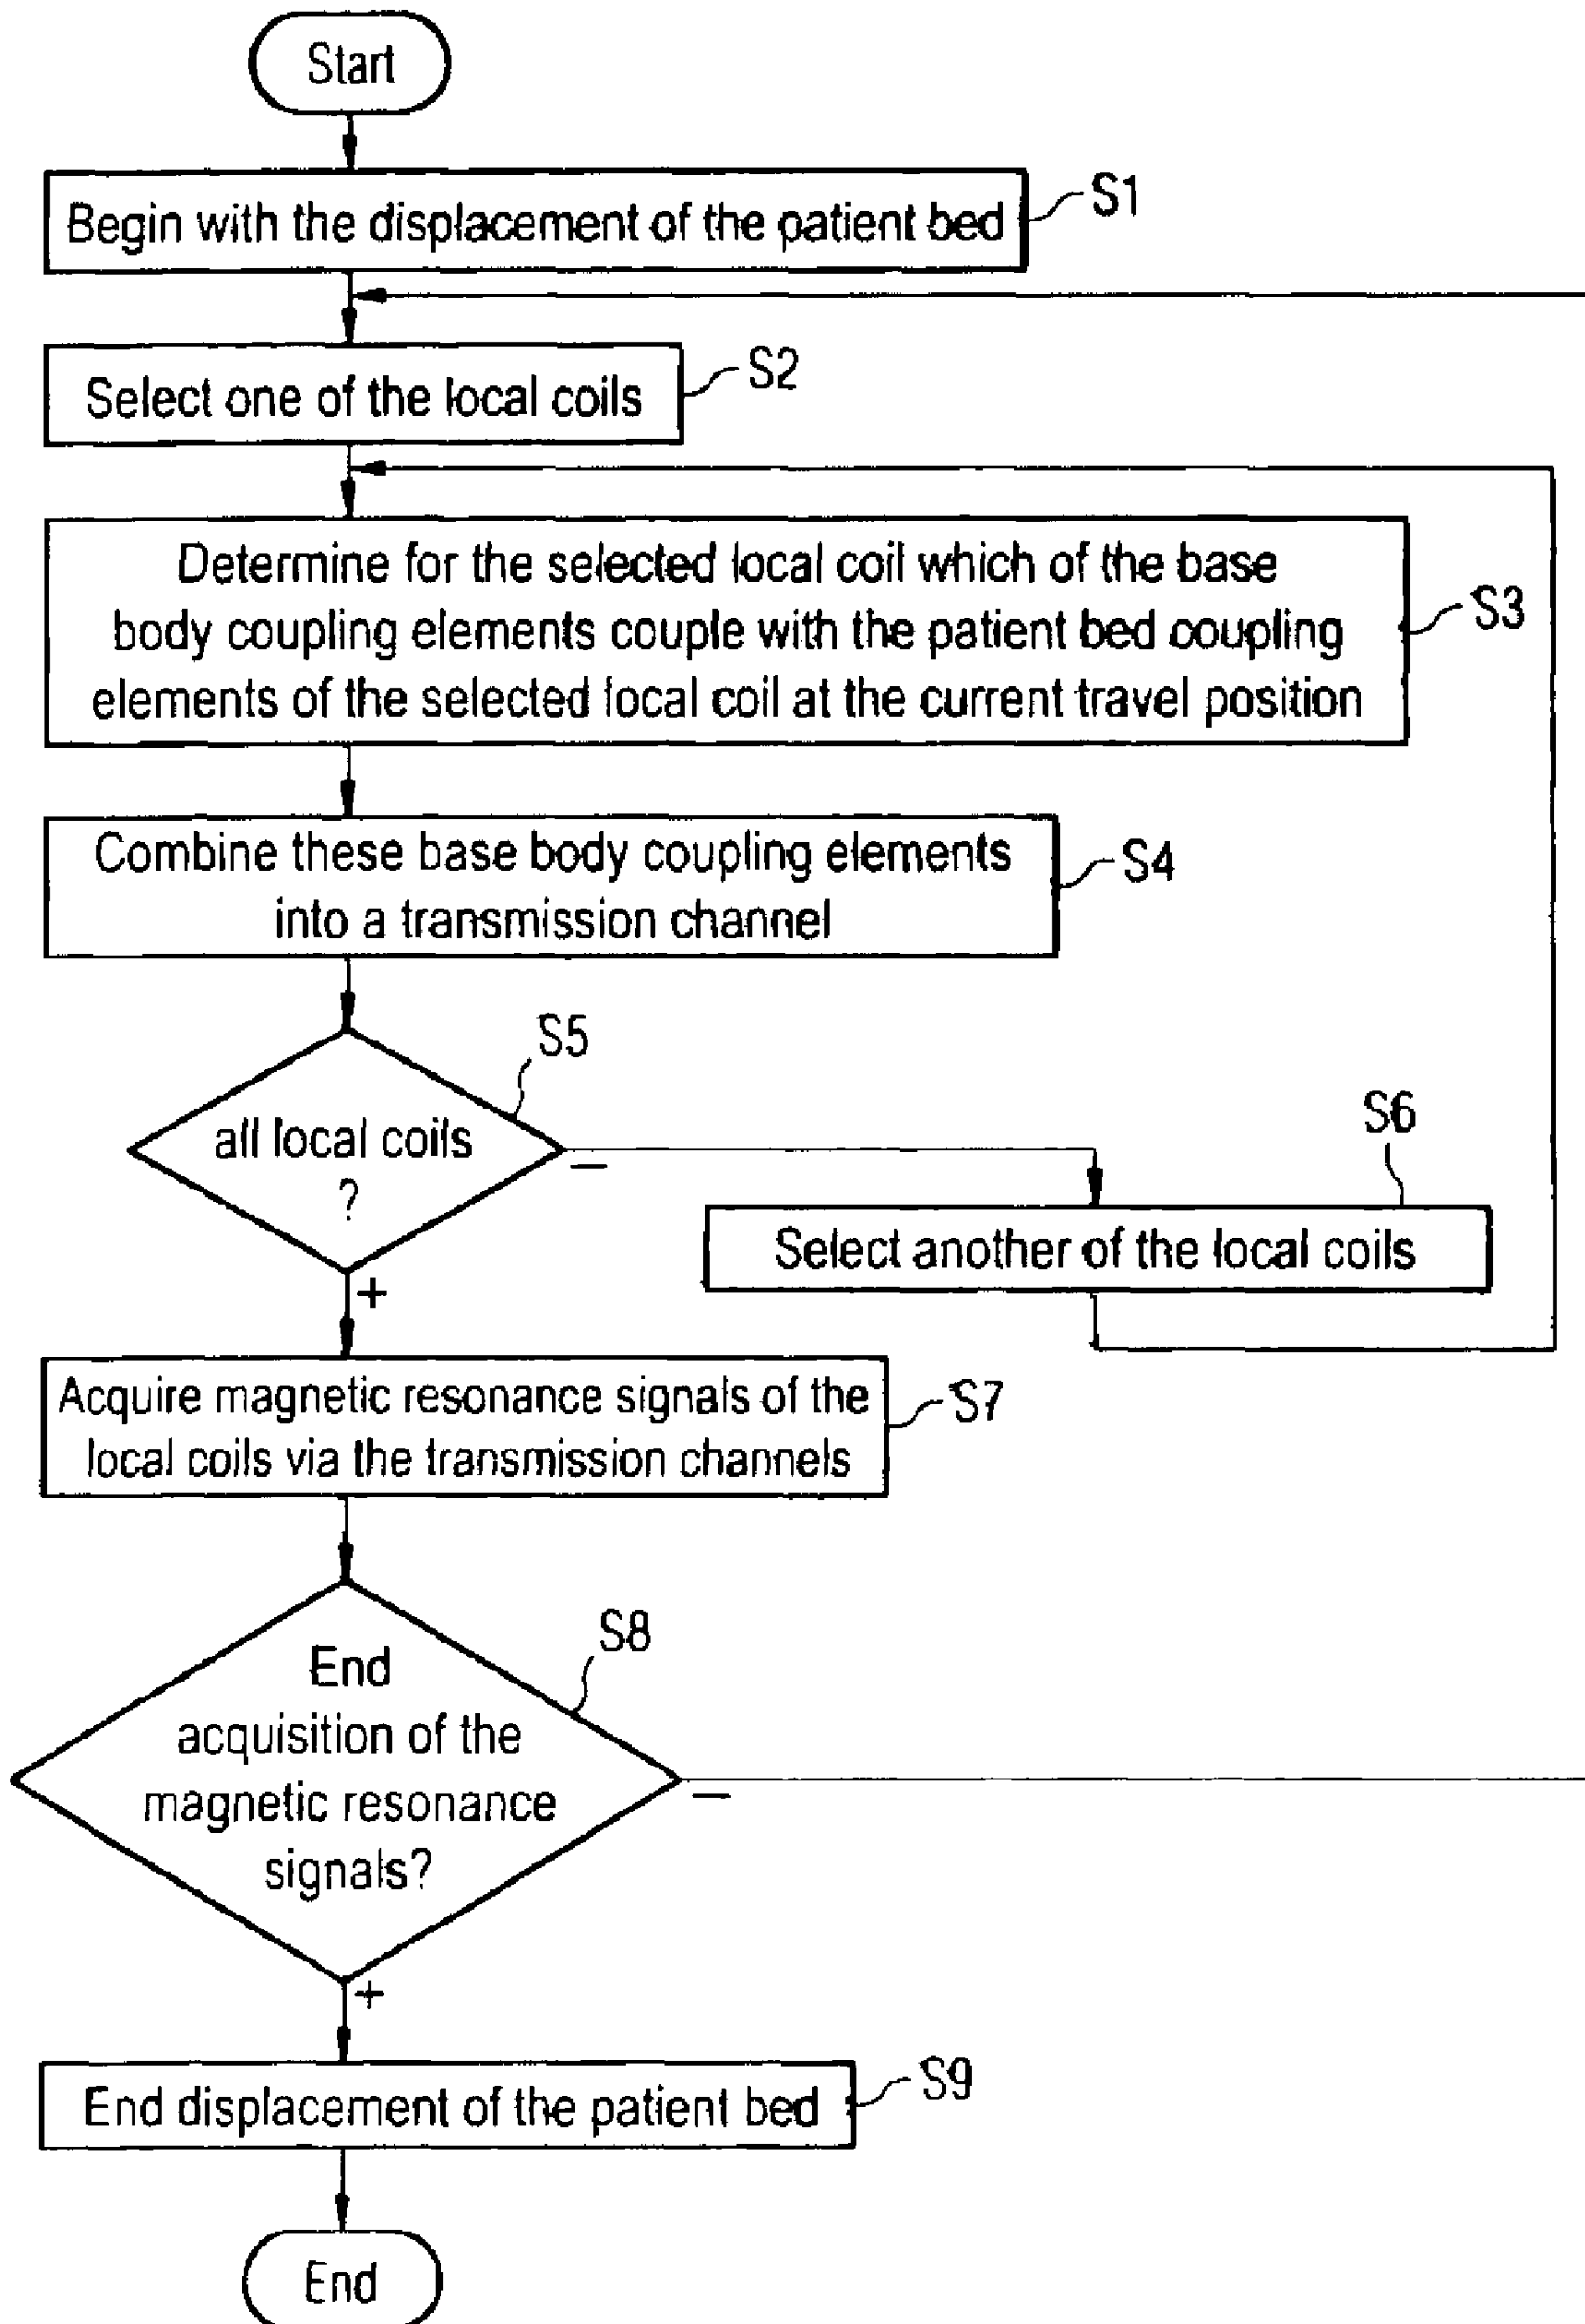 Start
Begin with the displacement of the patient bed
S1
Select one of the local coils
S2
Determine for the selected local coil which of the base
body coupling elements couple with the patient bed coupling
elements of the selected local coil at the current travel position
S3
Combine these base body coupling elements
into a transmission channel
S4
all local coils
?
S5
−
+
S6
Select another of the local coils
Acquire magnetic resonance signals of the
local coils via the transmission channels
S7
End
acquisition of the
magnetic resonance
signals?
S8
−
+
End displacement of the patient bed
S9
End